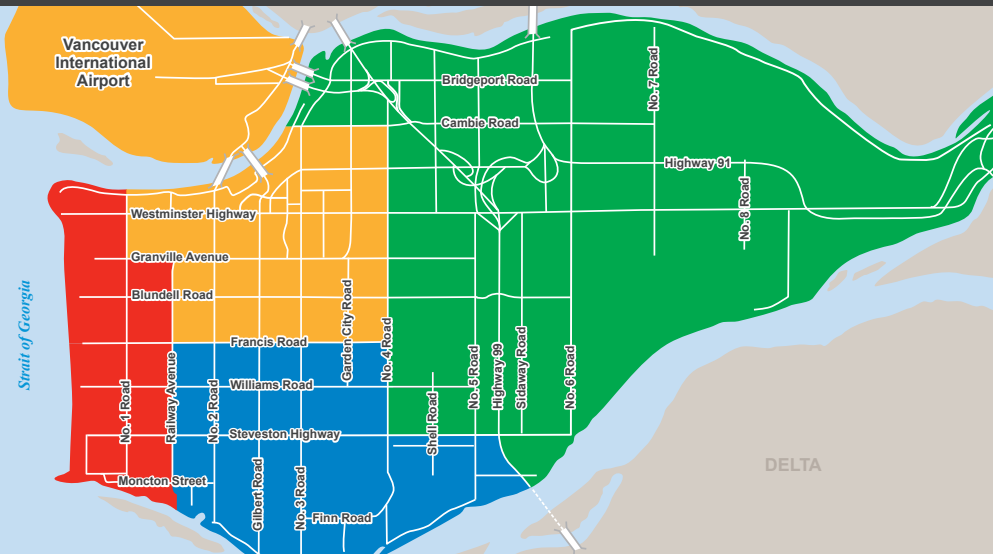 Vancouver
International
Airport
Bridgeport Road
No. 7 Road
Cambie Road
Highway 91
No. 8 Road
Westminster Highway
Granville Avenue
Blundell Road
Strait of Georgia
Garden City Road
No. 4 Road
Francis Road
Railway Avenue
No. 1 Road
No. 2 Road
Williams Road
No. 5 Road
Highway 99
Sidaway Road
No. 6 Road
Shell Road
Steveston Highway
Moncton Street
Gilbert Road
No. 3 Road
Finn Road
DELTA